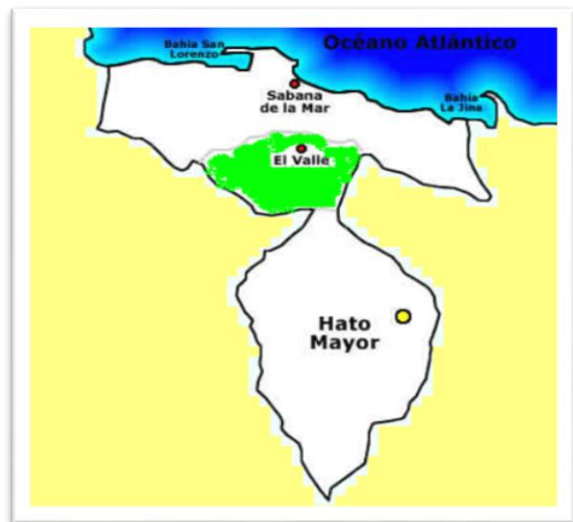 Océano Atlántico
Bahía San
Lorenzo
Sabana
de la Mar
Bahía
La Jina
El Valle
Hato
Mayor